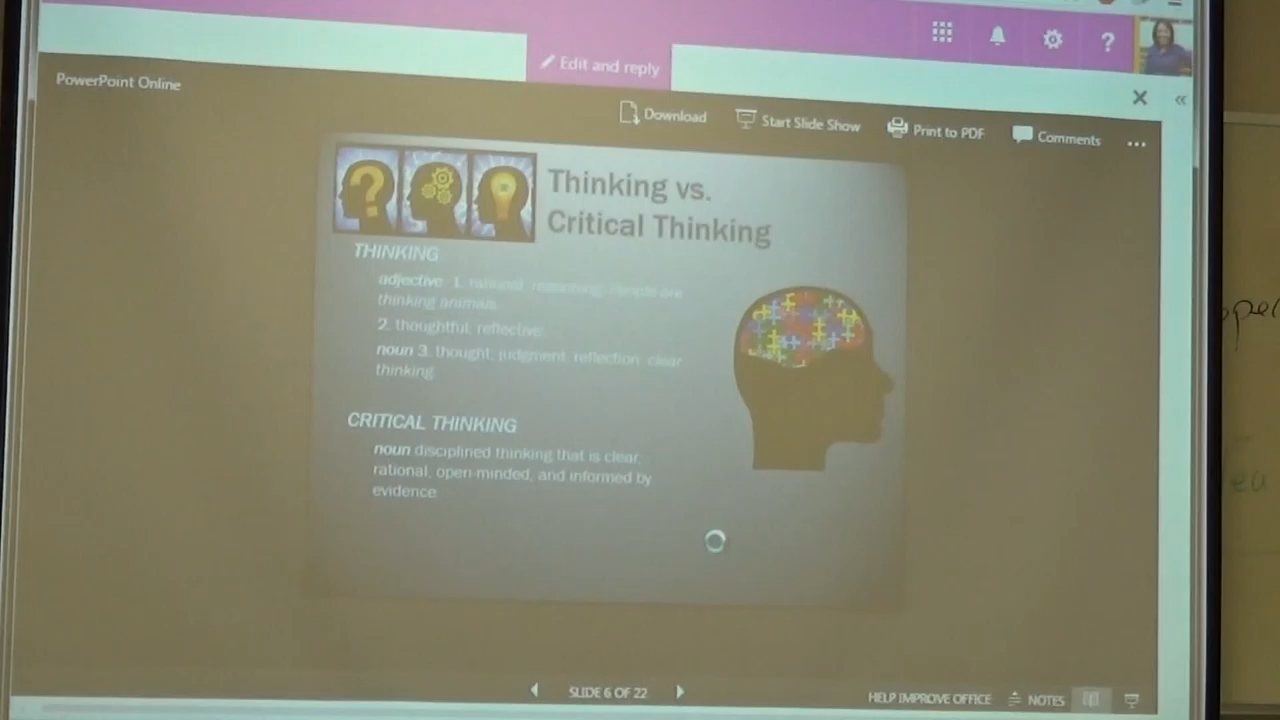 Edit and reply
PowerPoint Online
Download
Start Slide Show
Print to PDF
Comments
Thinking vs.
Critical Thinking
THINKING
adjective 1. rational; reasoning: People are
thinking animals.
2. thoughtful; reflective
noun 3. thought, judgment, reflection, clear
thinking
CRITICAL THINKING
noun disciplined thinking that is clear,
rational, open-minded, and informed by
evidence
SLIDE 6 OF 22
HELP IMPROVE OFFICE
NOTES